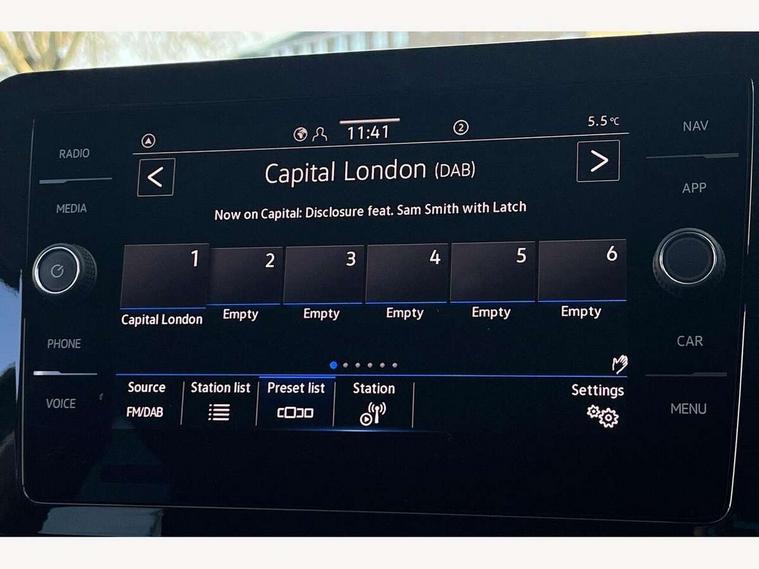 RADIO
MEDIA
PHONE
VOICE
11:41
2
5.5°C
Capital London (DAB)
Now on Capital: Disclosure feat. Sam Smith with Latch
1
2
3
4
5
6
Capital London
Empty
Empty
Empty
Empty
Empty
Source
Station list
Preset list
Station
Settings
FM/DAB
NAV
APP
CAR
MENU